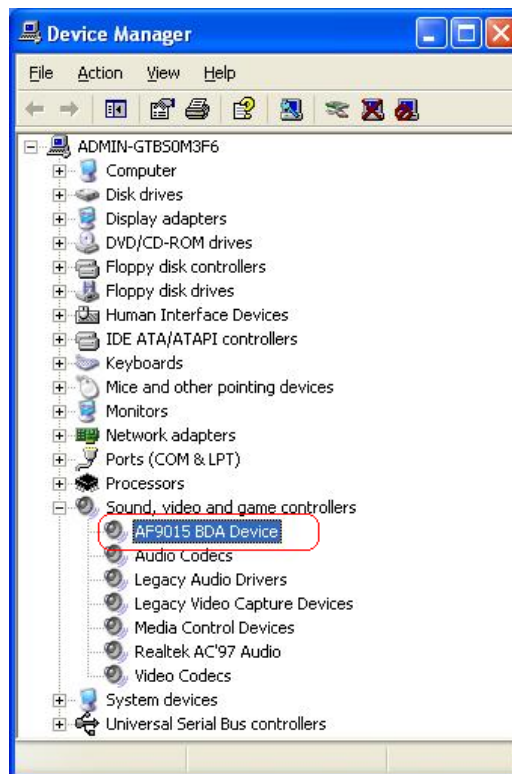 Device Manager
File Action View Help
ADMIN-GTBS0M3F6
Computer
Disk drives
Display adapters
DVD/CD-ROM drives
Floppy disk controllers
Floppy disk drives
Human Interface Devices
IDE ATA/ATAPI controllers
Keyboards
Mice and other pointing devices
Monitors
Network adapters
Ports (COM & LPT)
Processors
Sound, video and game controllers
AF9015 BDA Device
Audio Codecs
Legacy Audio Drivers
Legacy Video Capture Devices
Media Control Devices
Realtek AC'97 Audio
Video Codecs
System devices
Universal Serial Bus controllers